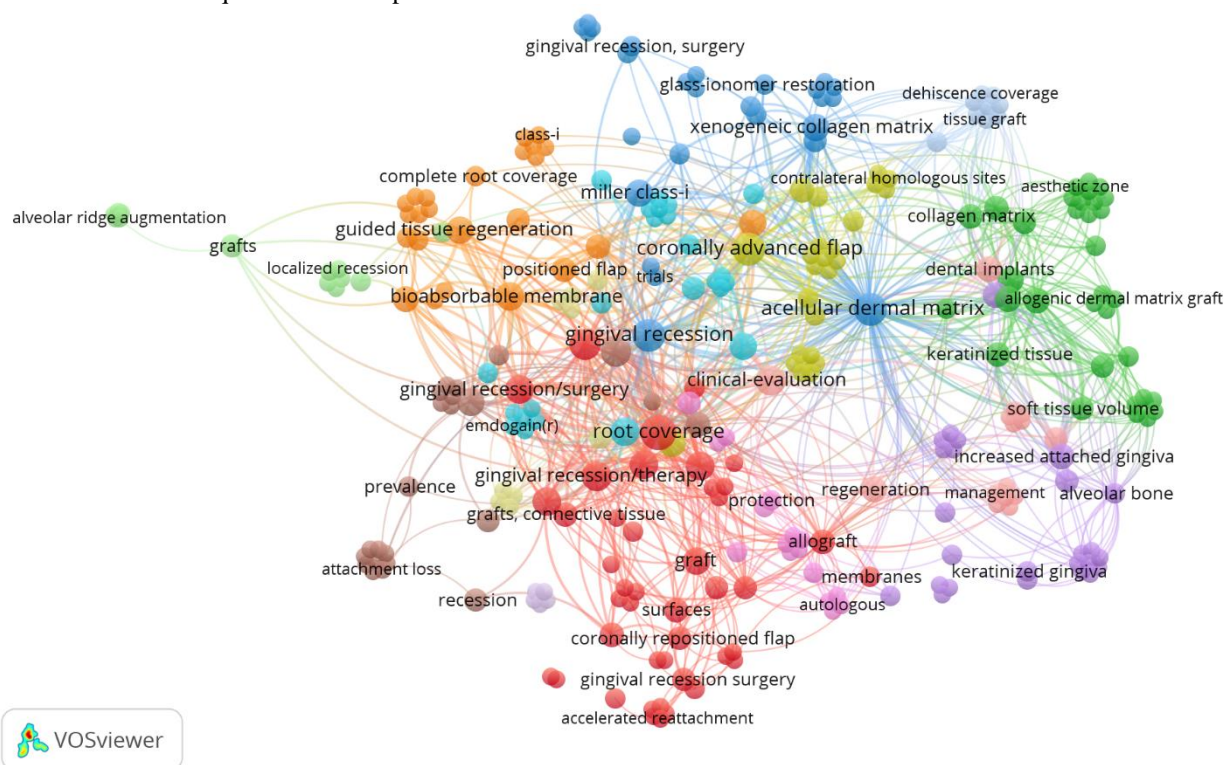 gingival recession, surgery
glass-ionomer restoration
dehiscence coverage
tissue graft
xenogeneic collagen matrix
class-i
complete root coverage
contralateral homologous sites
aesthetic zone
miller class-i
alveolar ridge augmentation
collagen matrix
guided tissue regeneration
grafts
coronally advanced flap
localized recession
positioned flap
trials
dental implants
bioabsorbable membrane
allogenic dermal matrix graft
acellular dermal matrix
gingival recession
keratinized tissue
clinical-evaluation
gingival recession/surgery
soft tissue volume
emdogain(r)
root coverage
increased attached gingiva
gingival recession/therapy
prevalence
regeneration
management
alveolar bone
protection
grafts, connective tissue
allograft
graft
attachment loss
keratinized gingiva
membranes
recession
autologous
surfaces
coronally repositioned flap
gingival recession surgery
accelerated reattachment
VOSviewer